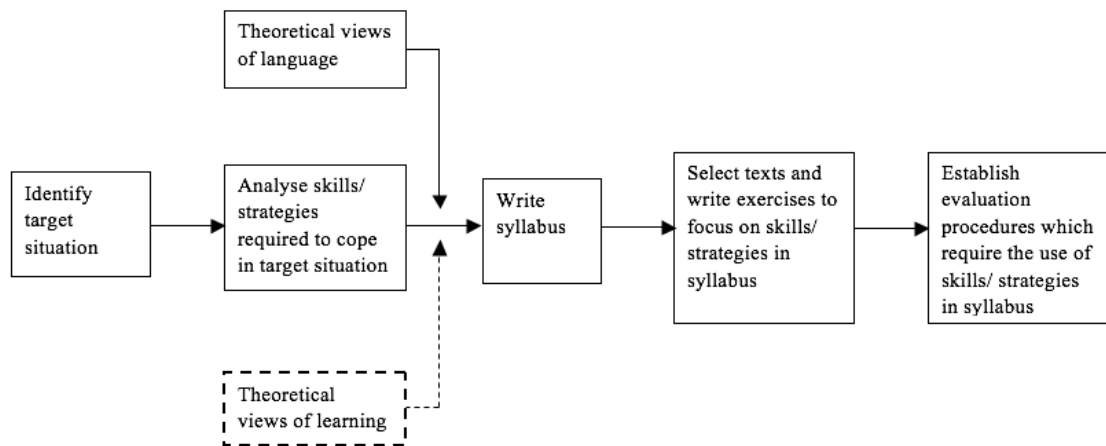 Theoretical views
of language
Identify
target
situation
Analyse skills/
strategies
required to cope
in target situation
Write
syllabus
Select texts and
write exercises to
focus on skills/
strategies in
syllabus
Establish
evaluation
procedures which
require the use of
skills/ strategies
in syllabus
Theoretical
views of learning